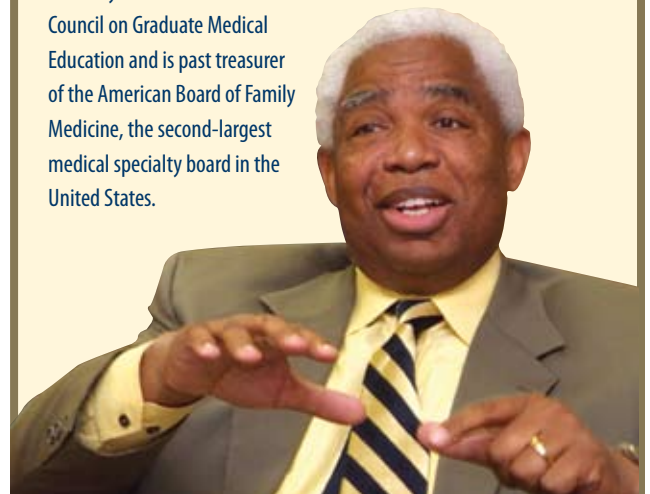 Council on Graduate Medical
Education and is past treasurer
of the American Board of Family
Medicine, the second-largest
medical specialty board in the
United States.